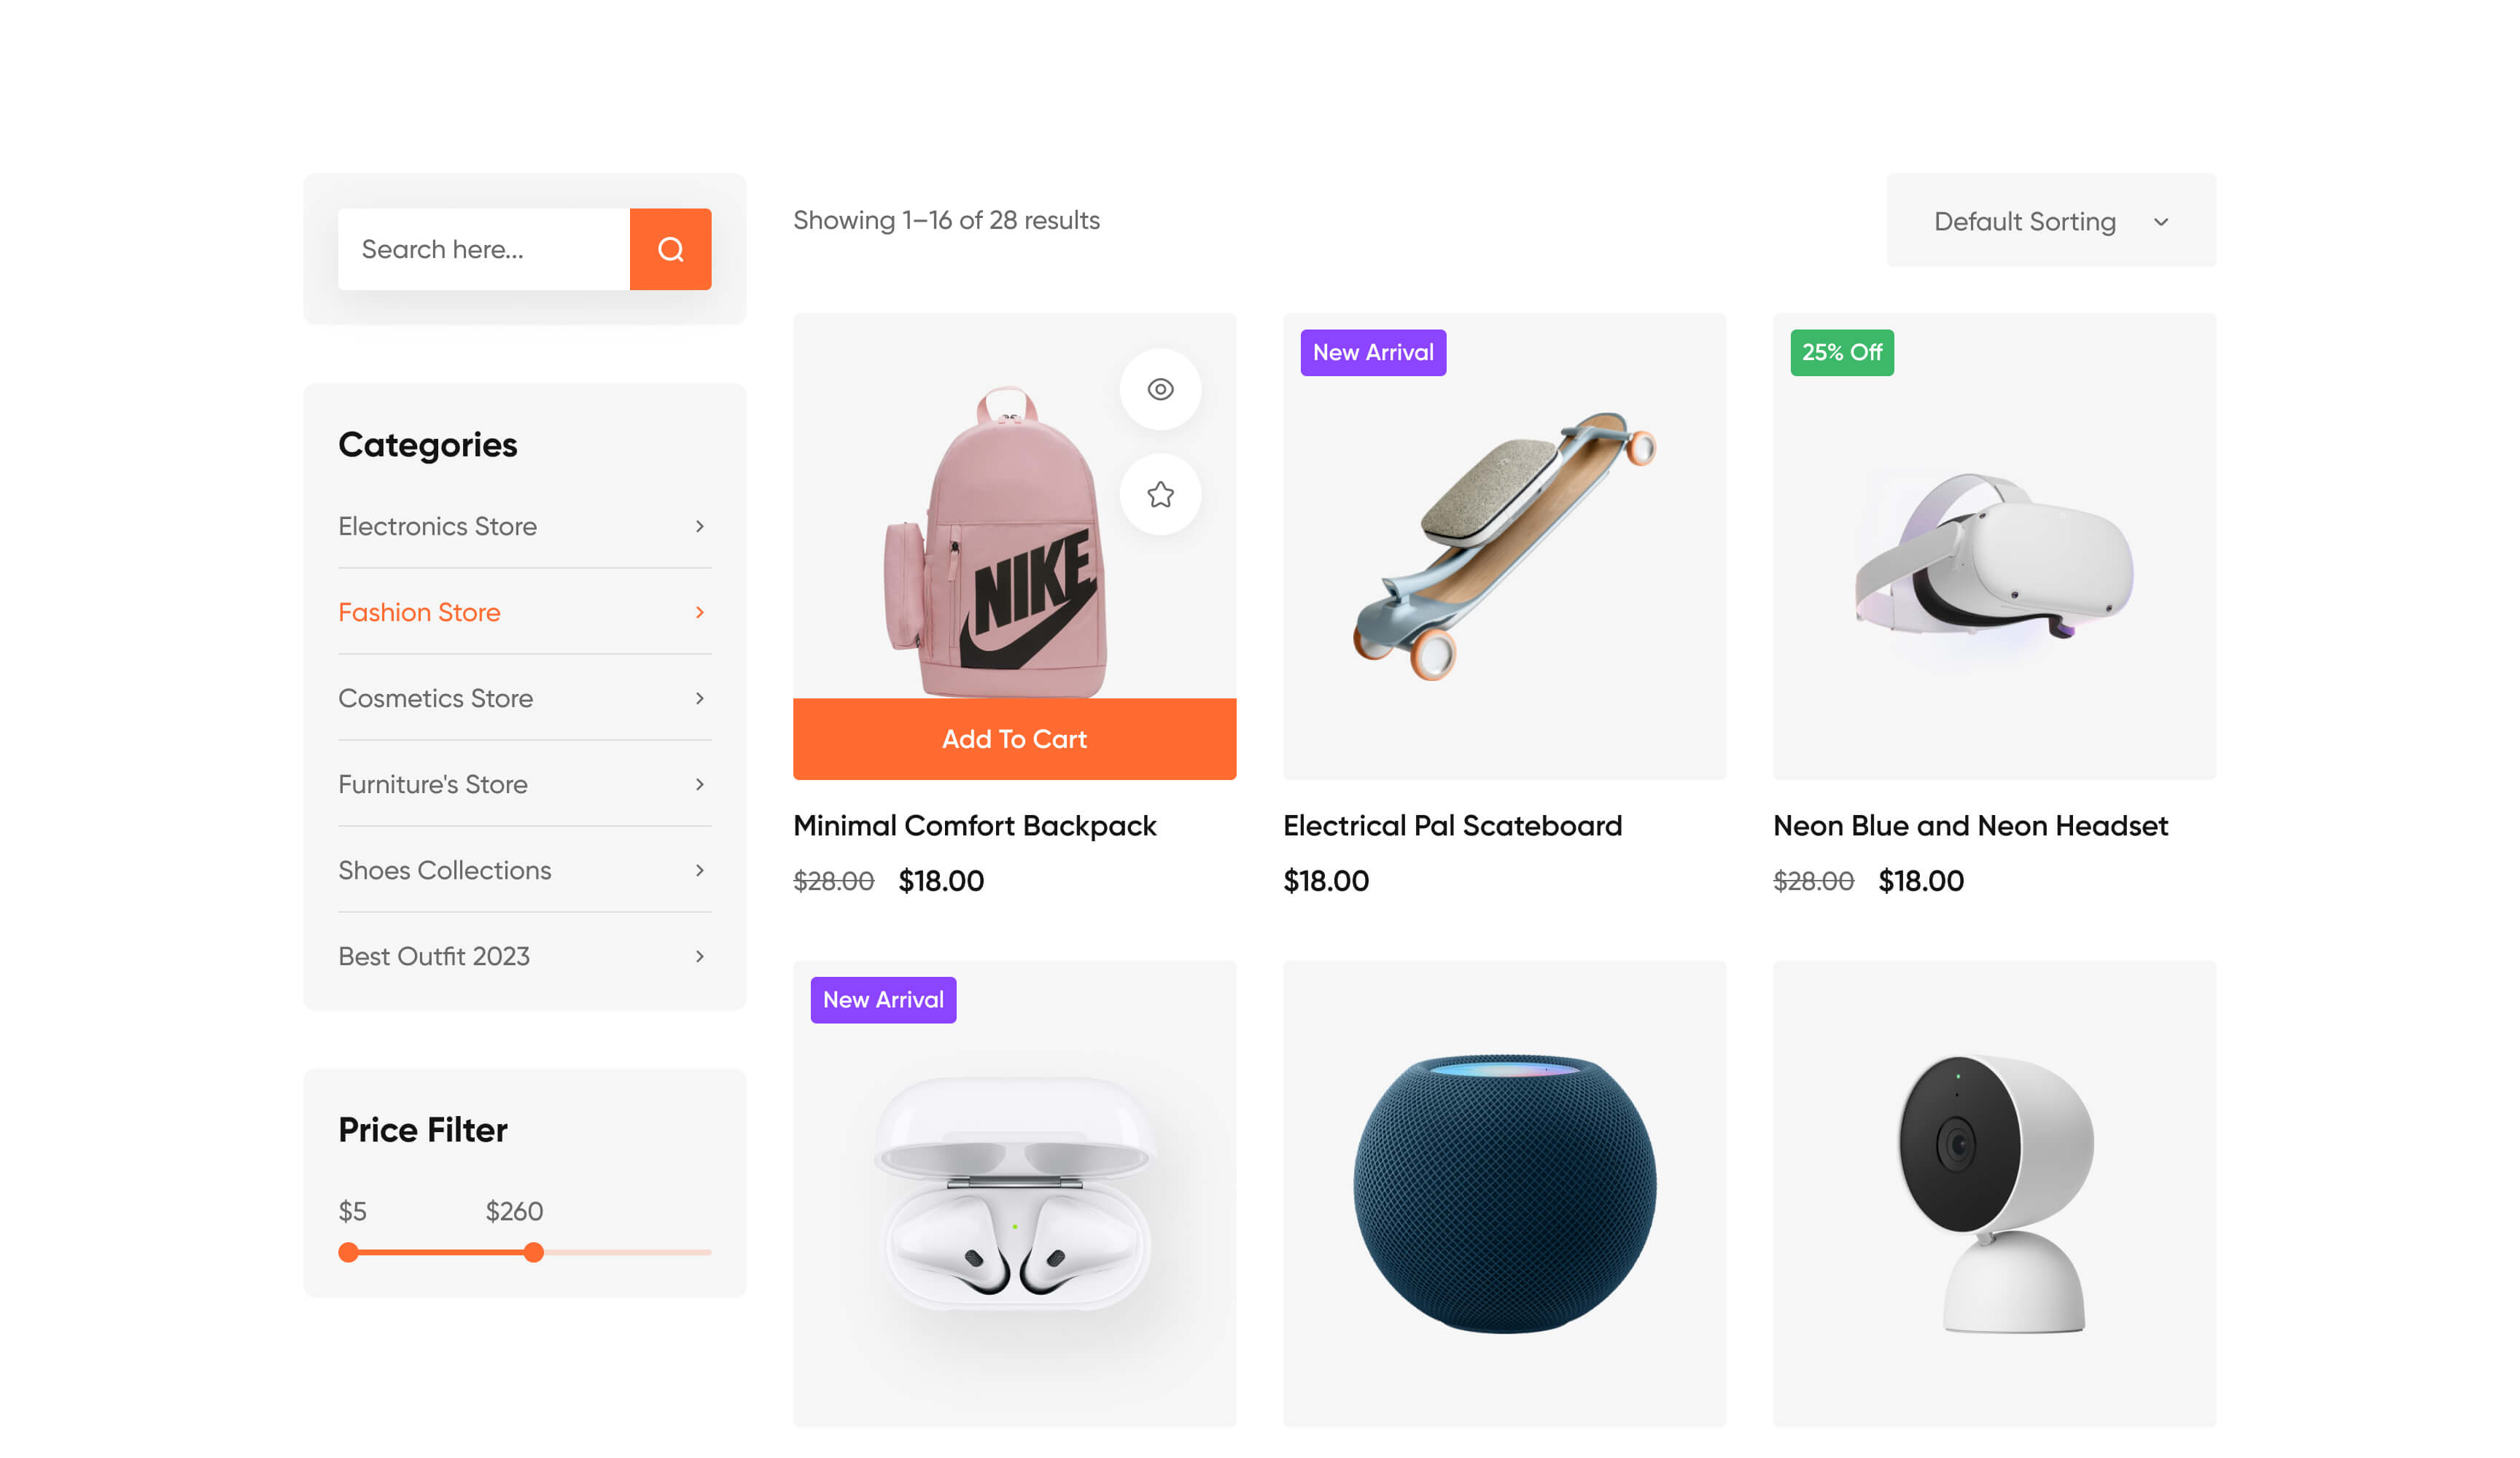 Search here...
Showing 1–16 of 28 results
Default Sorting
Categories
Electronics Store
Fashion Store
Cosmetics Store
Furniture's Store
Shoes Collections
Best Outfit 2023
Price Filter
$5 $260
NIKE
Add To Cart
Minimal Comfort Backpack
$28.00 $18.00
New Arrival
Electrical Pal Scateboard
$18.00
25% Off
Neon Blue and Neon Headset
$28.00 $18.00
New Arrival